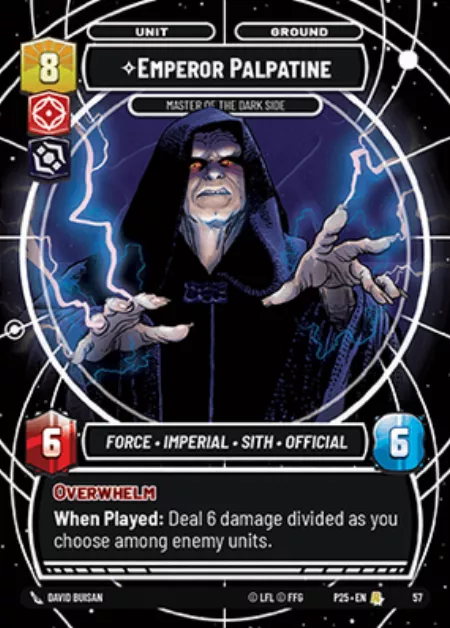 UNIT
GROUND
8
EMPEROR PALPATINE
MASTER OF THE DARK SIDE
6
FORCE • IMPERIAL • SITH • OFFICIAL
6
OVERWHELM
When Played: Deal 6 damage divided as you
choose among enemy units.
DAVID BUISAN
© LFL © FFG
P25 • EN
57